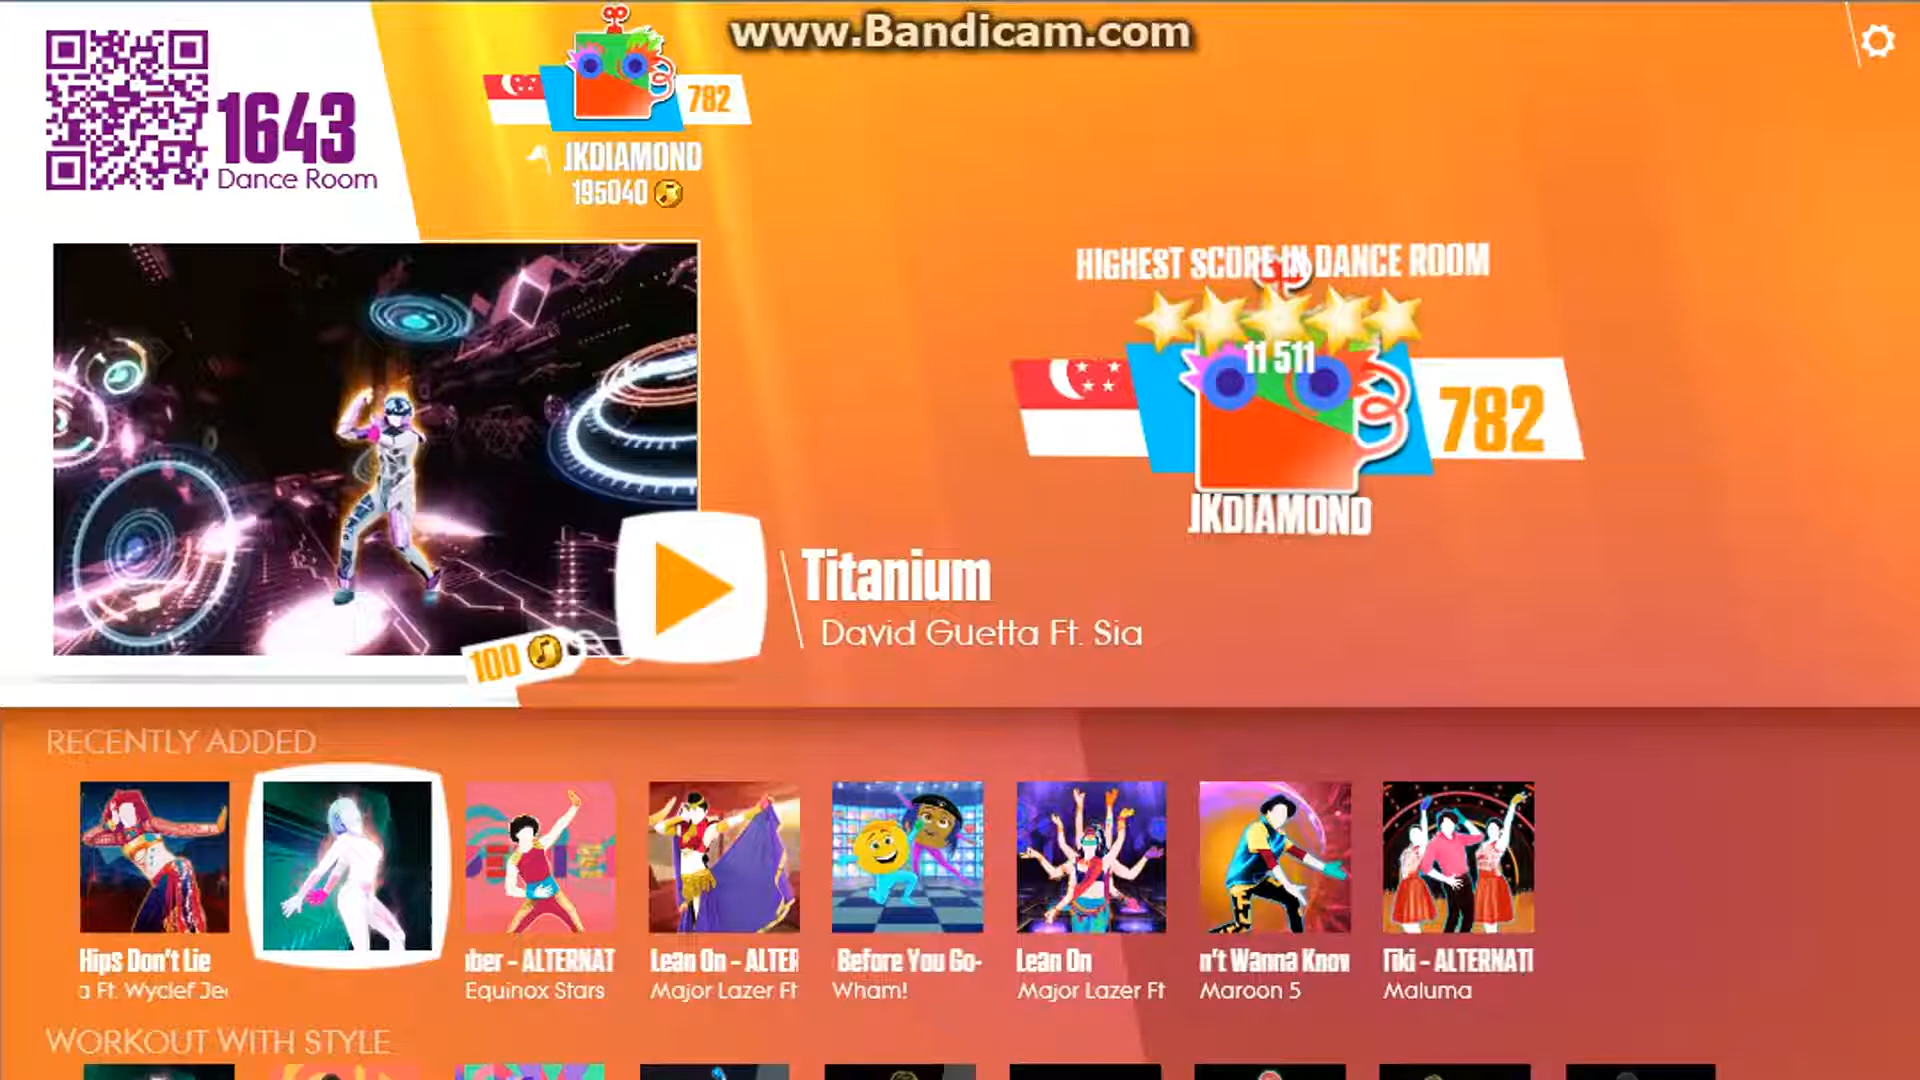 www.Bandicam.com
1643
Dance Room
782
JKDIAMOND
195040
HIGHEST SCORE IN DANCE ROOM
11 511
782
JKDIAMOND
Titanium
David Guetta Ft. Sia
100
RECENTLY ADDED
Hips Don't Lie
a Ft. Wyclef Jea
ber - ALTERNAT
Equinox Stars
Lean On - ALTER
Major Lazer Ft
Before You Go-
Wham!
Lean On
Major Lazer Ft
n't Wanna Know
Maroon 5
Tiki - ALTERNATI
Maluma
WORKOUT WITH STYLE